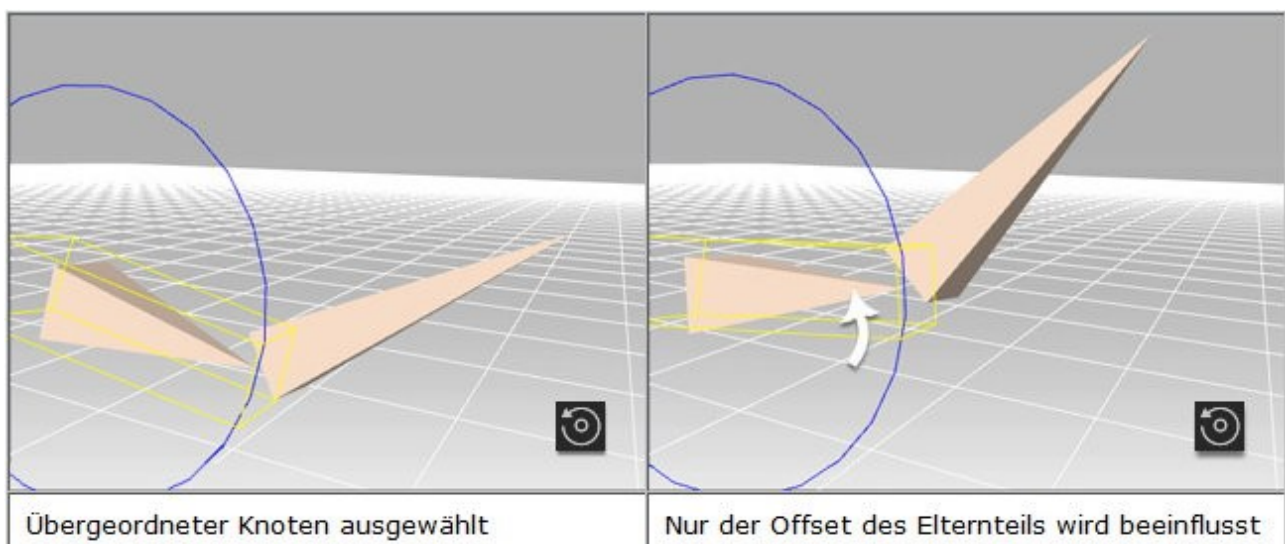 Übergeordneter Knoten ausgewählt
Nur der Offset des Elternteils wird beeinflusst